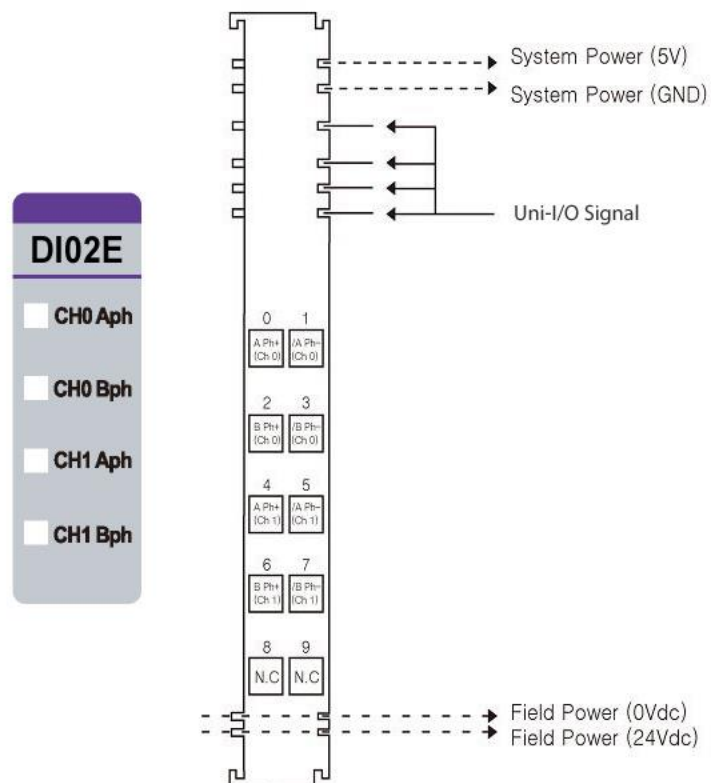 System Power (5V)
System Power (GND)
Uni-I/O Signal
DI02E
CH0 Aph
CH0 Bph
CH1 Aph
CH1 Bph
0 1
A Ph+ /A Ph-
(Ch 0) (Ch 0)
2 3
B Ph+ /B Ph-
(Ch 0) (Ch 0)
4 5
A Ph+ /A Ph-
(Ch 1) (Ch 1)
6 7
B Ph+ /B Ph-
(Ch 1) (Ch 1)
8 9
N.C N.C
Field Power (0Vdc)
Field Power (24Vdc)